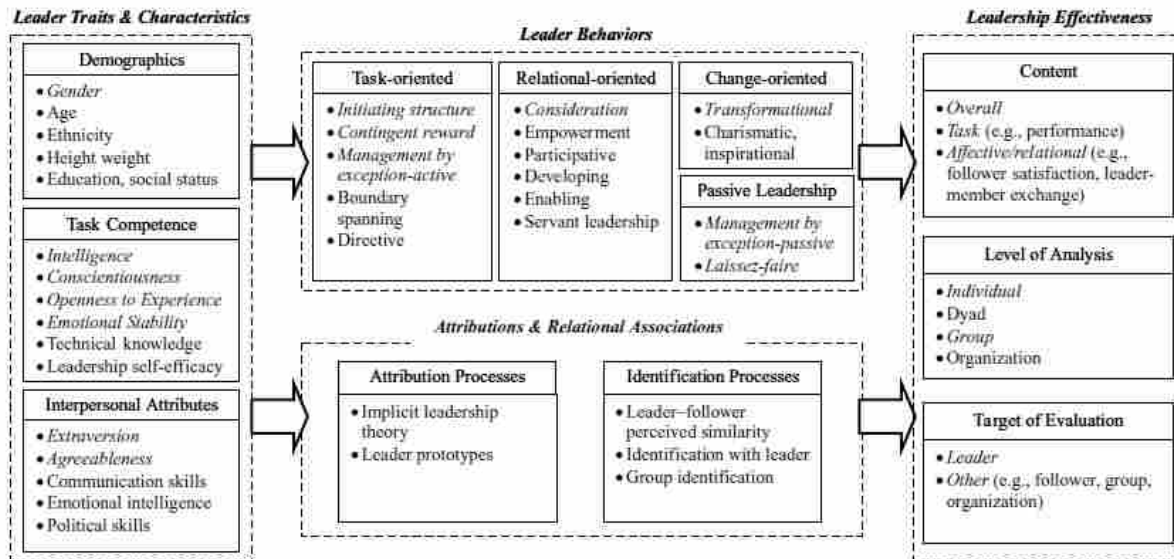 Leader Traits & Characteristics
Demographics
• Gender
• Age
• Ethnicity
• Height weight
• Education, social status
Task Competence
• Intelligence
• Conscientiousness
• Openness to Experience
• Emotional Stability
• Technical knowledge
• Leadership self-efficacy
Interpersonal Attributes
• Extraversion
• Agreeableness
• Communication skills
• Emotional intelligence
• Political skills
Leader Behaviors
Task-oriented
• Initiating structure
• Contingent reward
• Management by
exception-active
• Boundary
spanning
• Directive
Relational-oriented
• Consideration
• Empowerment
• Participative
• Developing
• Enabling
• Servant leadership
Change-oriented
• Transformational
• Charismatic,
inspirational
Passive Leadership
• Management by
exception-passive
• Laissez-faire
Attributions & Relational Associations
Attribution Processes
• Implicit leadership
theory
• Leader prototypes
Identification Processes
• Leader–follower
perceived similarity
• Identification with leader
• Group identification
Leadership Effectiveness
Content
• Overall
• Task (e.g., performance)
• Affective/relational (e.g.,
follower satisfaction, leader-
member exchange)
Level of Analysis
• Individual
• Dyad
• Group
• Organization
Target of Evaluation
• Leader
• Other (e.g., follower, group,
organization)